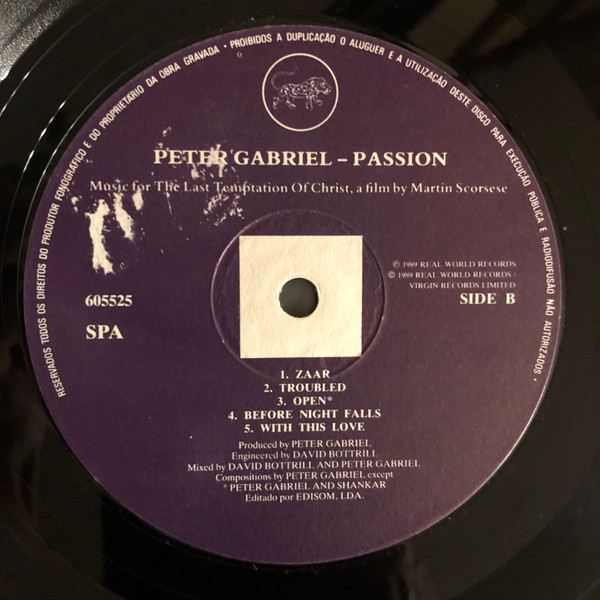 RESERVADOS TODOS OS DIREITOS DO PRODUTOR FONOGRÁFICO E DO PROPRIETÁRIO DA OBRA GRAVADA · PROIBIDOS A DUPLICAÇÃO O ALUGUER E A UTILIZAÇÃO DESTE DISCO PARA EXECUÇÃO PÚBLICA E RADIODIFUSÃO NÃO AUTORIZADOS ·
PETER GABRIEL – PASSION
Music for The Last Temptation Of Christ, a film by Martin Scorsese
℗ 1989 REAL WORLD RECORDS
© 1989 REAL WORLD RECORDS /
VIRGIN RECORDS LIMITED
605525
SIDE B
SPA
1. ZAAR
2. TROUBLED
3. OPEN*
4. BEFORE NIGHT FALLS
5. WITH THIS LOVE
Produced by PETER GABRIEL
Engineered by DAVID BOTTRILL
Mixed by DAVID BOTTRILL AND PETER GABRIEL
Compositions by PETER GABRIEL except
* PETER GABRIEL AND SHANKAR
Editado por EDISOM, LDA.